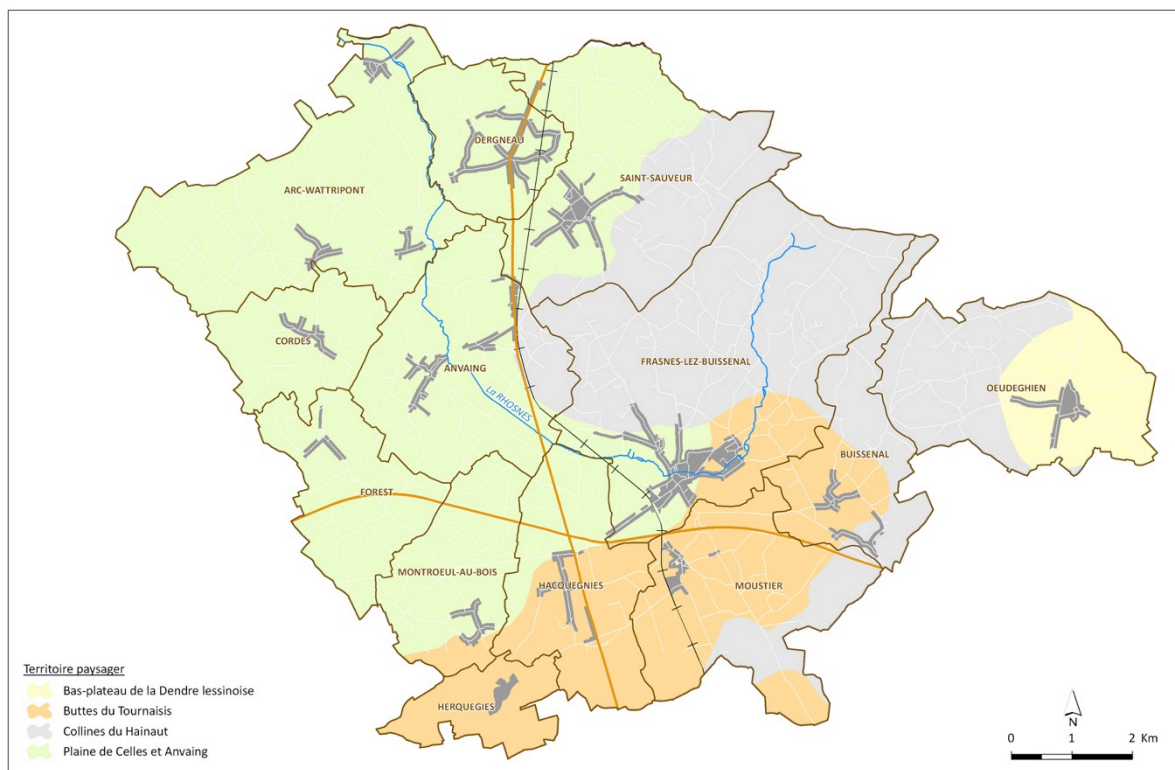 DERGNEAU
SAINT-SAUVEUR
ARC-WATTRIPONT
CORDES
ANVAING
FRASNES-LEZ-BUISSENAL
OEUDEGHIEN
La RHOSNES
BUISSENAL
FOREST
MONTROEUL-AU-BOIS
HACQUEGNIES
MOUSTIER
HERQUEGIES
Territoire paysager
Bas-plateau de la Dendre lessinoise
Buttes du Tournaisis
Collines du Hainaut
Plaine de Celles et Anvaing
N
0 1 2 Km